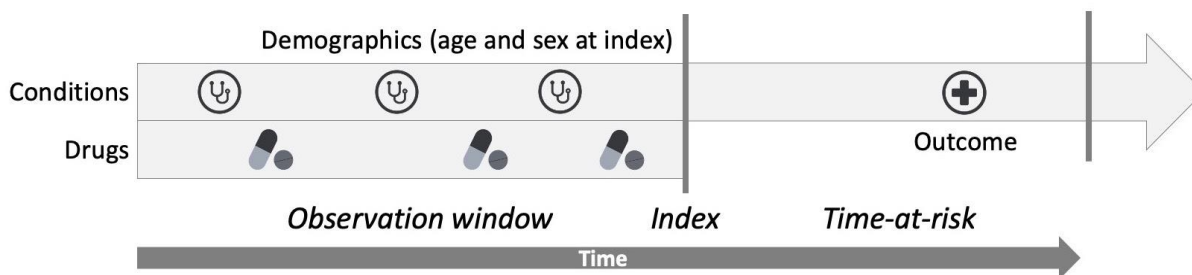 Demographics (age and sex at index)
Conditions
Drugs
Outcome
Observation window
Index
Time-at-risk
Time